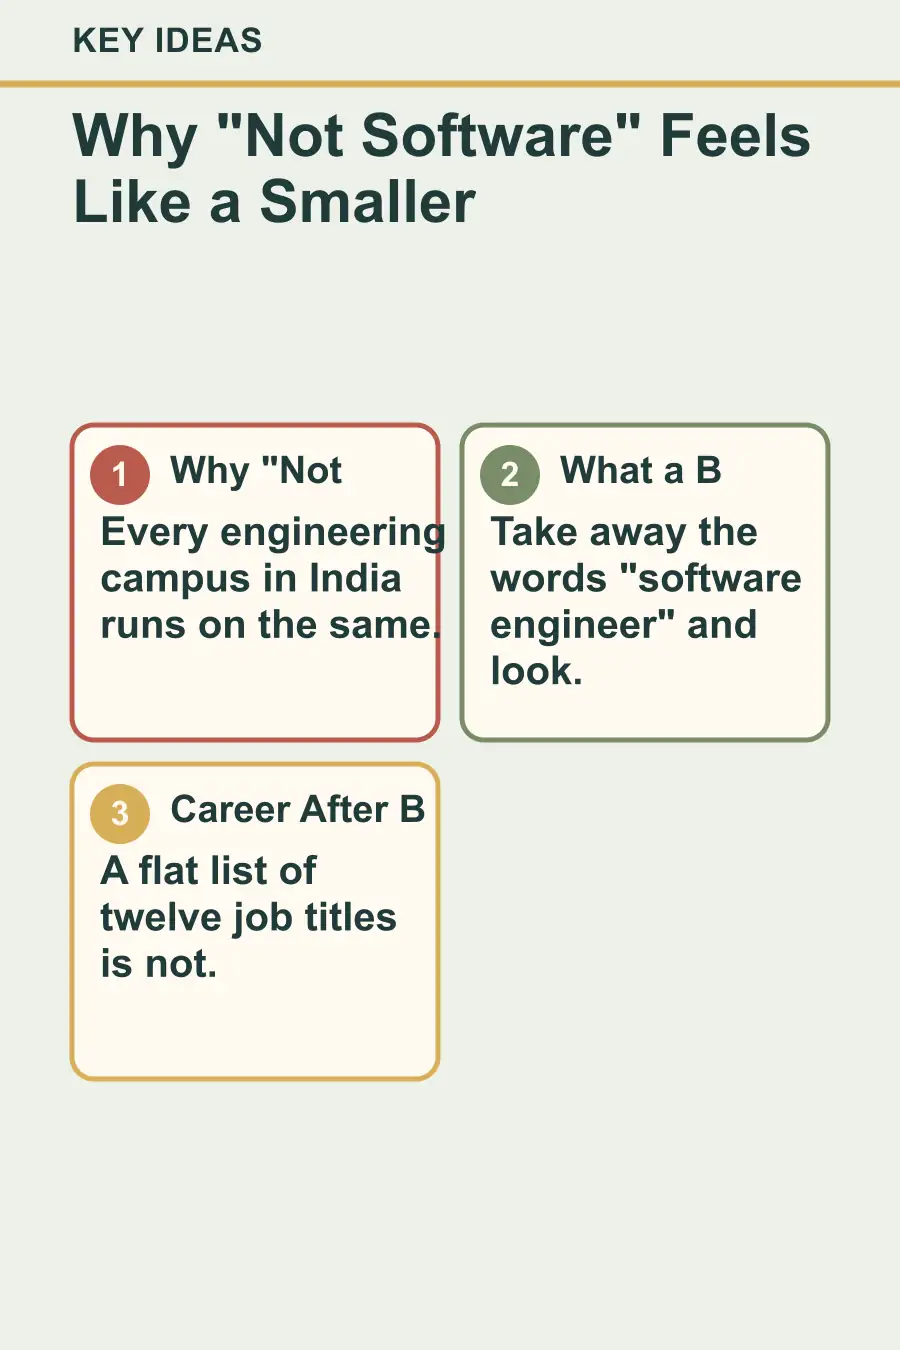 KEY IDEAS
Why "Not Software" Feels
Like a Smaller
1 Why "Not
Every engineering
campus in India
runs on the same.
2 What a B
Take away the
words "software
engineer" and
look.
3 Career After B
A flat list of
twelve job titles
is not.